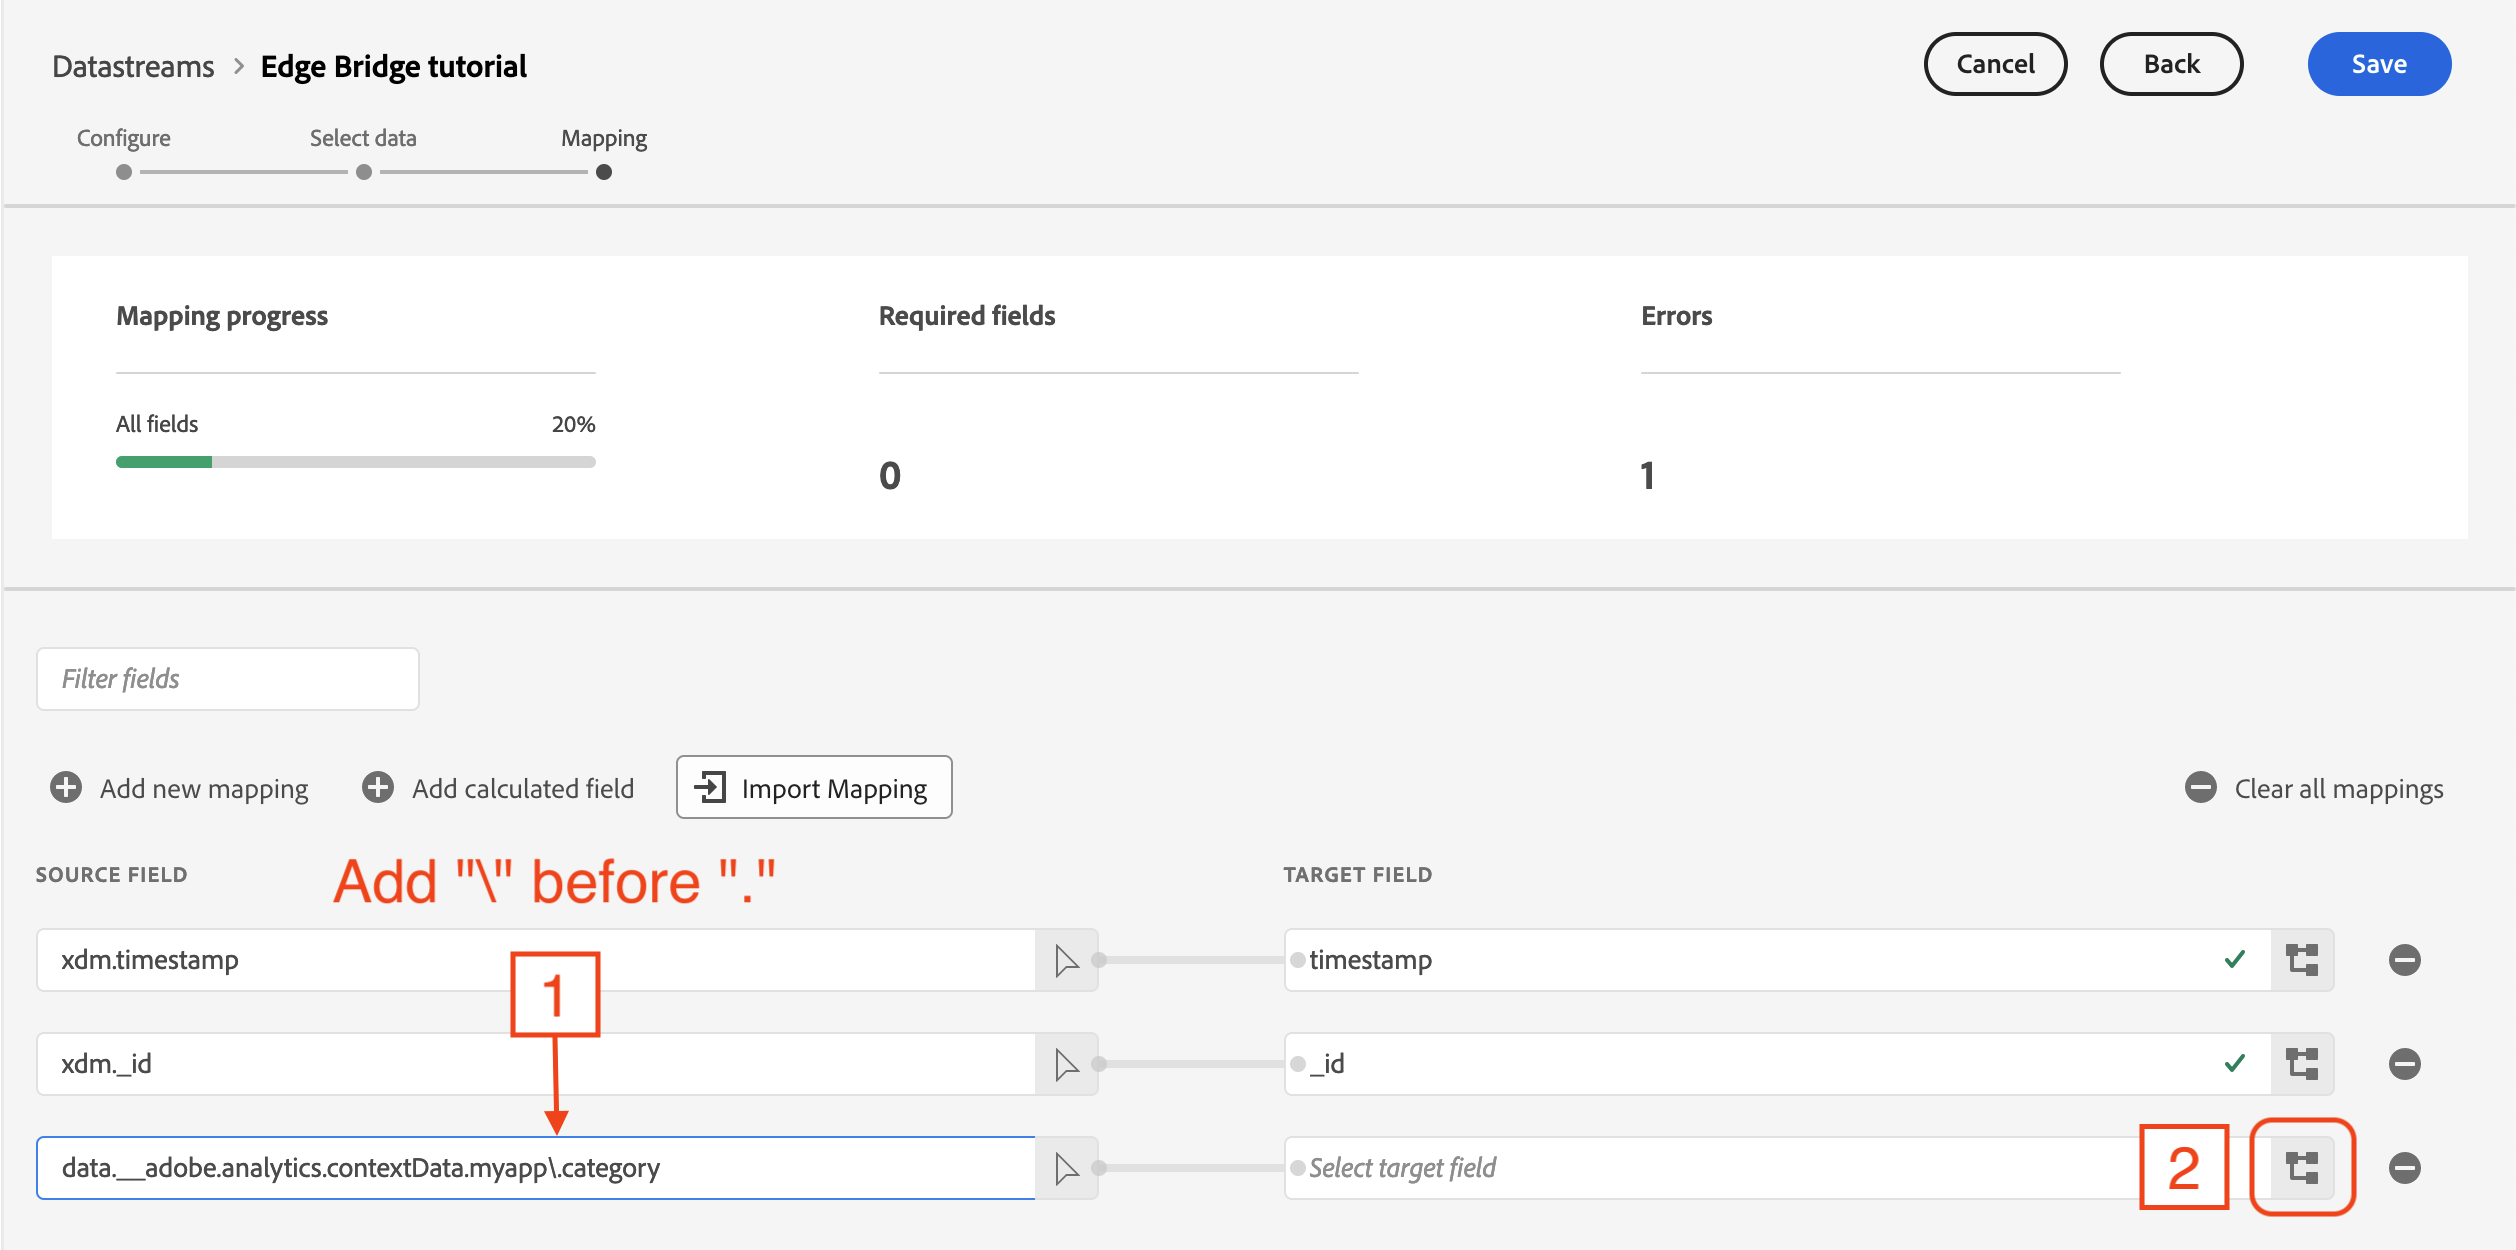 Datastreams > Edge Bridge tutorial
Cancel
Back
Save
Configure
Select data
Mapping
Mapping progress
Required fields
Errors
All fields
20%
0
1
Filter fields
Add new mapping
Add calculated field
Import Mapping
Clear all mappings
SOURCE FIELD
Add "\" before "."
TARGET FIELD
xdm.timestamp
timestamp
1
xdm._id
_id
data.__adobe.analytics.contextData.myapp\.category
Select target field
2